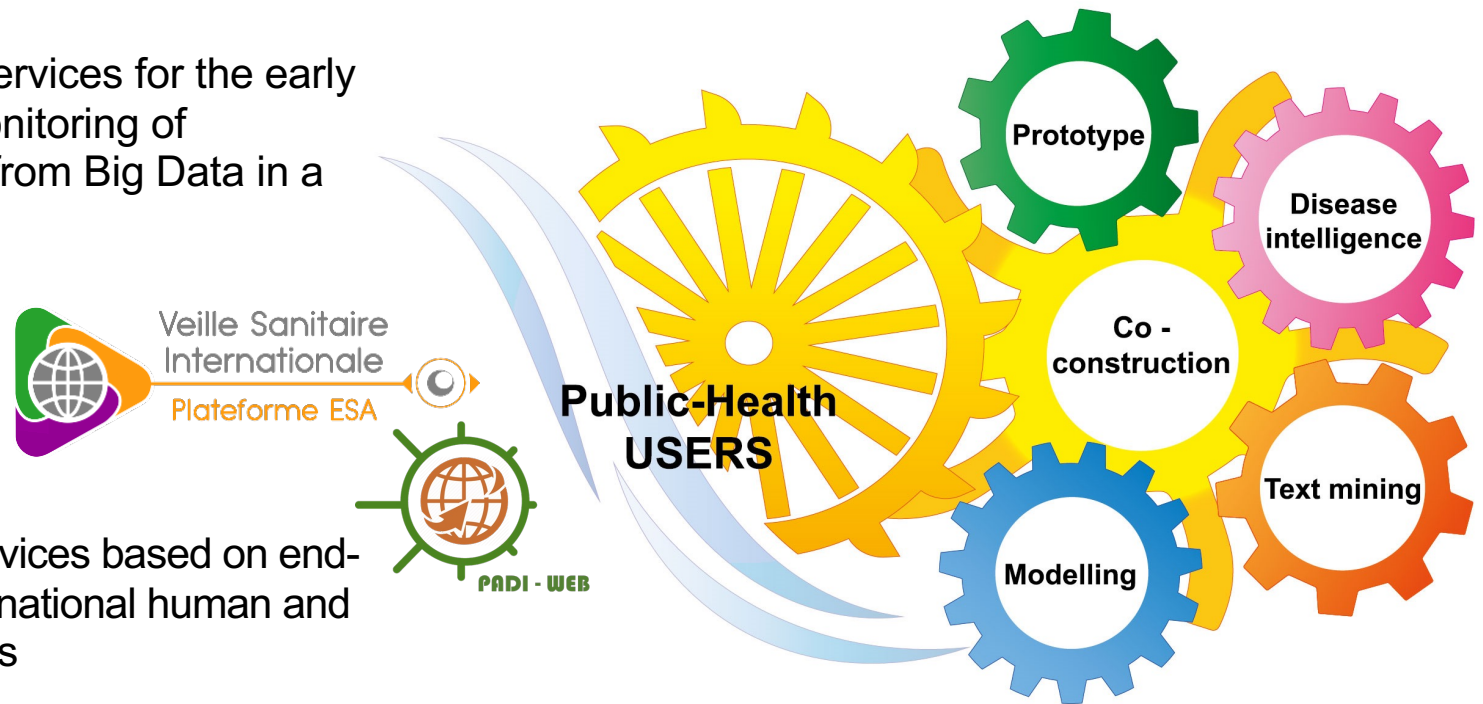 ervices for the early
onitoring of
from Big Data in a
Veille Sanitaire
Internationale
Plateforme ESA
PADI - WEB
vices based on end-
national human and
s
Public-Health
USERS
Prototype
Disease
intelligence
Co -
construction
Text mining
Modelling